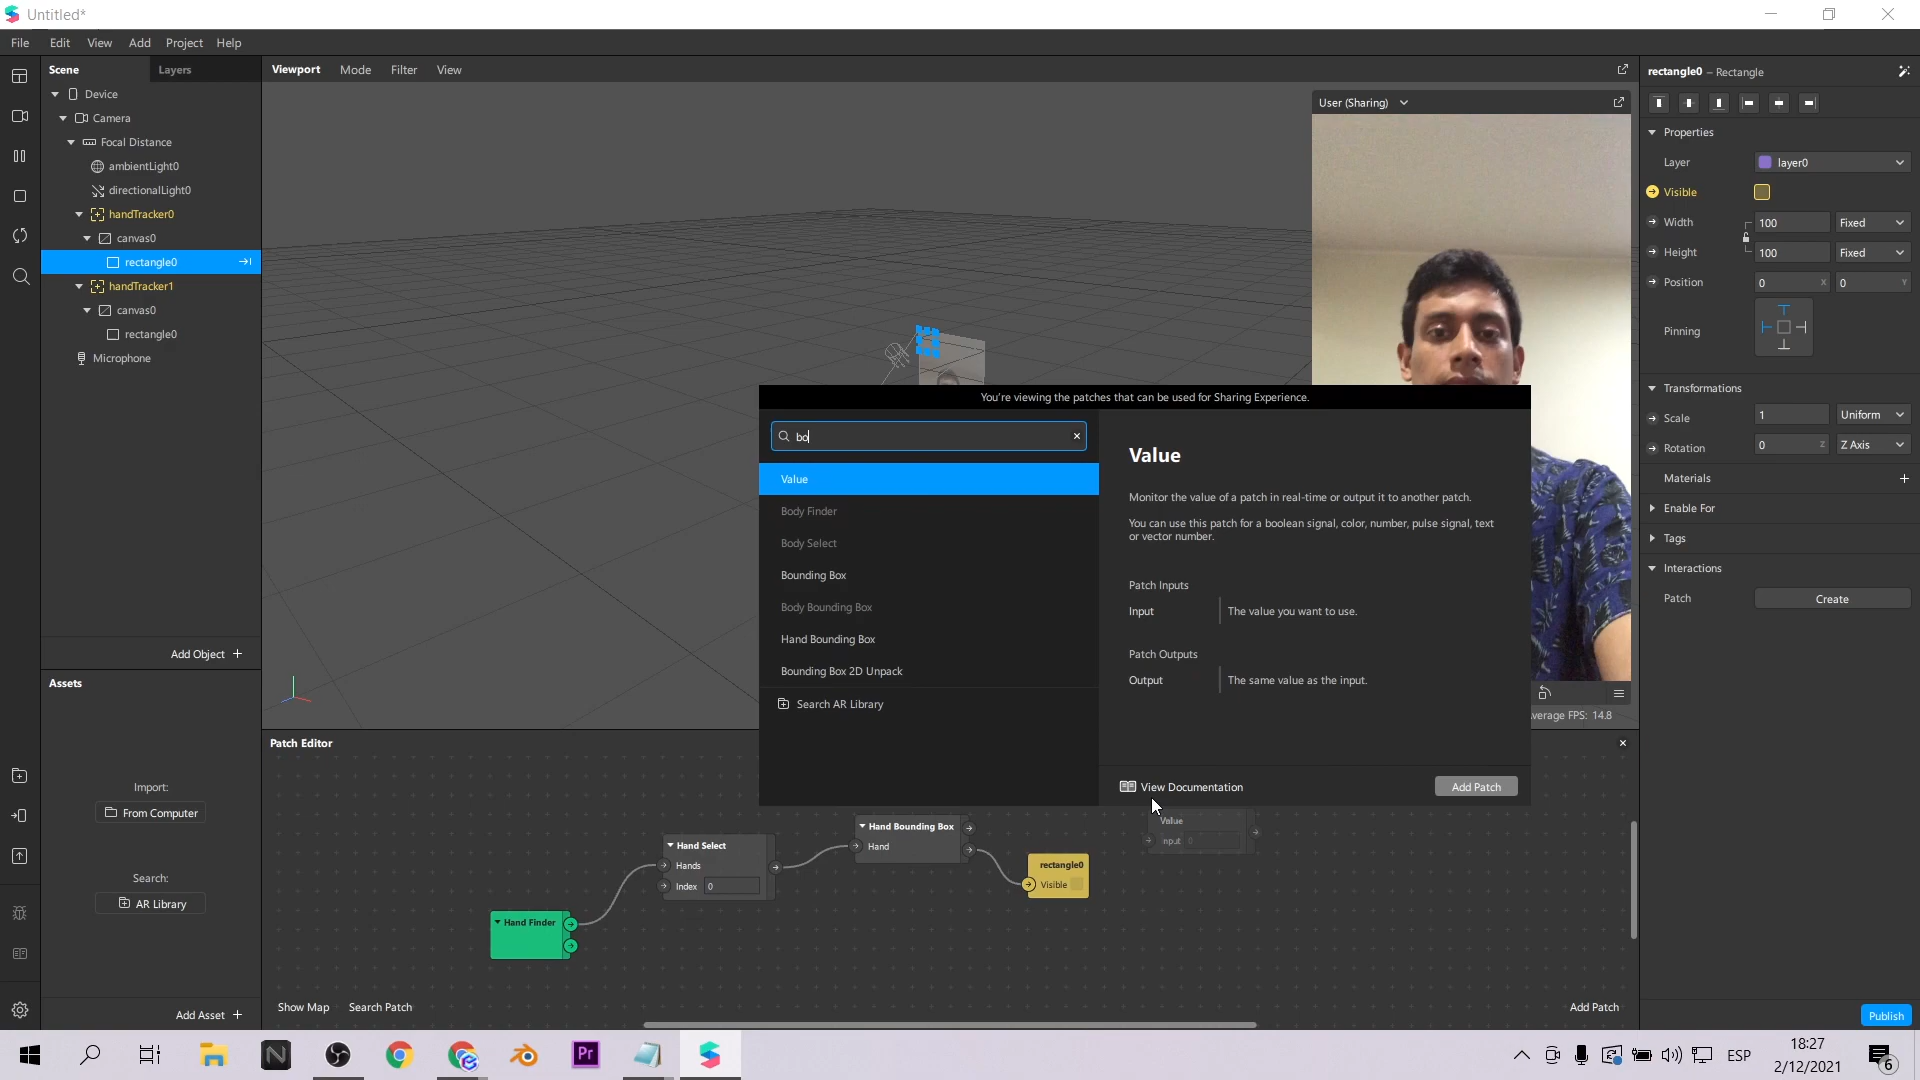 Untitled*
File Edit View Add Project Help
Scene Layers
Device
Camera
Focal Distance
ambientLight0
directionalLight0
handTracker0
canvas0
rectangle0
handTracker1
canvas0
rectangle0
Microphone
Add Object +
Assets
Import:
From Computer
Search:
AR Library
Add Asset +
Viewport Mode Filter View
User (Sharing)
You're viewing the patches that can be used for Sharing Experience.
bo
Value
Body Finder
Body Select
Bounding Box
Body Bounding Box
Hand Bounding Box
Bounding Box 2D Unpack
Search AR Library
Value
Monitor the value of a patch in real-time or output it to another patch.
You can use this patch for a boolean signal, color, number, pulse signal, text
or vector number.
Patch Inputs
Input The value you want to use.
Patch Outputs
Output The same value as the input.
View Documentation
Add Patch
verage FPS: 14.8
Patch Editor
Hand Finder
Hand Select
Hands
Index 0
Hand Bounding Box
Hand
rectangle0
Visible
Value
nput 0
Show Map Search Patch
Add Patch
rectangle0 – Rectangle
Properties
Layer layer0
Visible
Width 100 Fixed
Height 100 Fixed
Position 0 X 0 Y
Pinning
Transformations
Scale 1 Uniform
Rotation 0 Z Z Axis
Materials +
Enable For
Tags
Interactions
Patch Create
Publish
N
Pr
ESP
18:27
2/12/2021
6